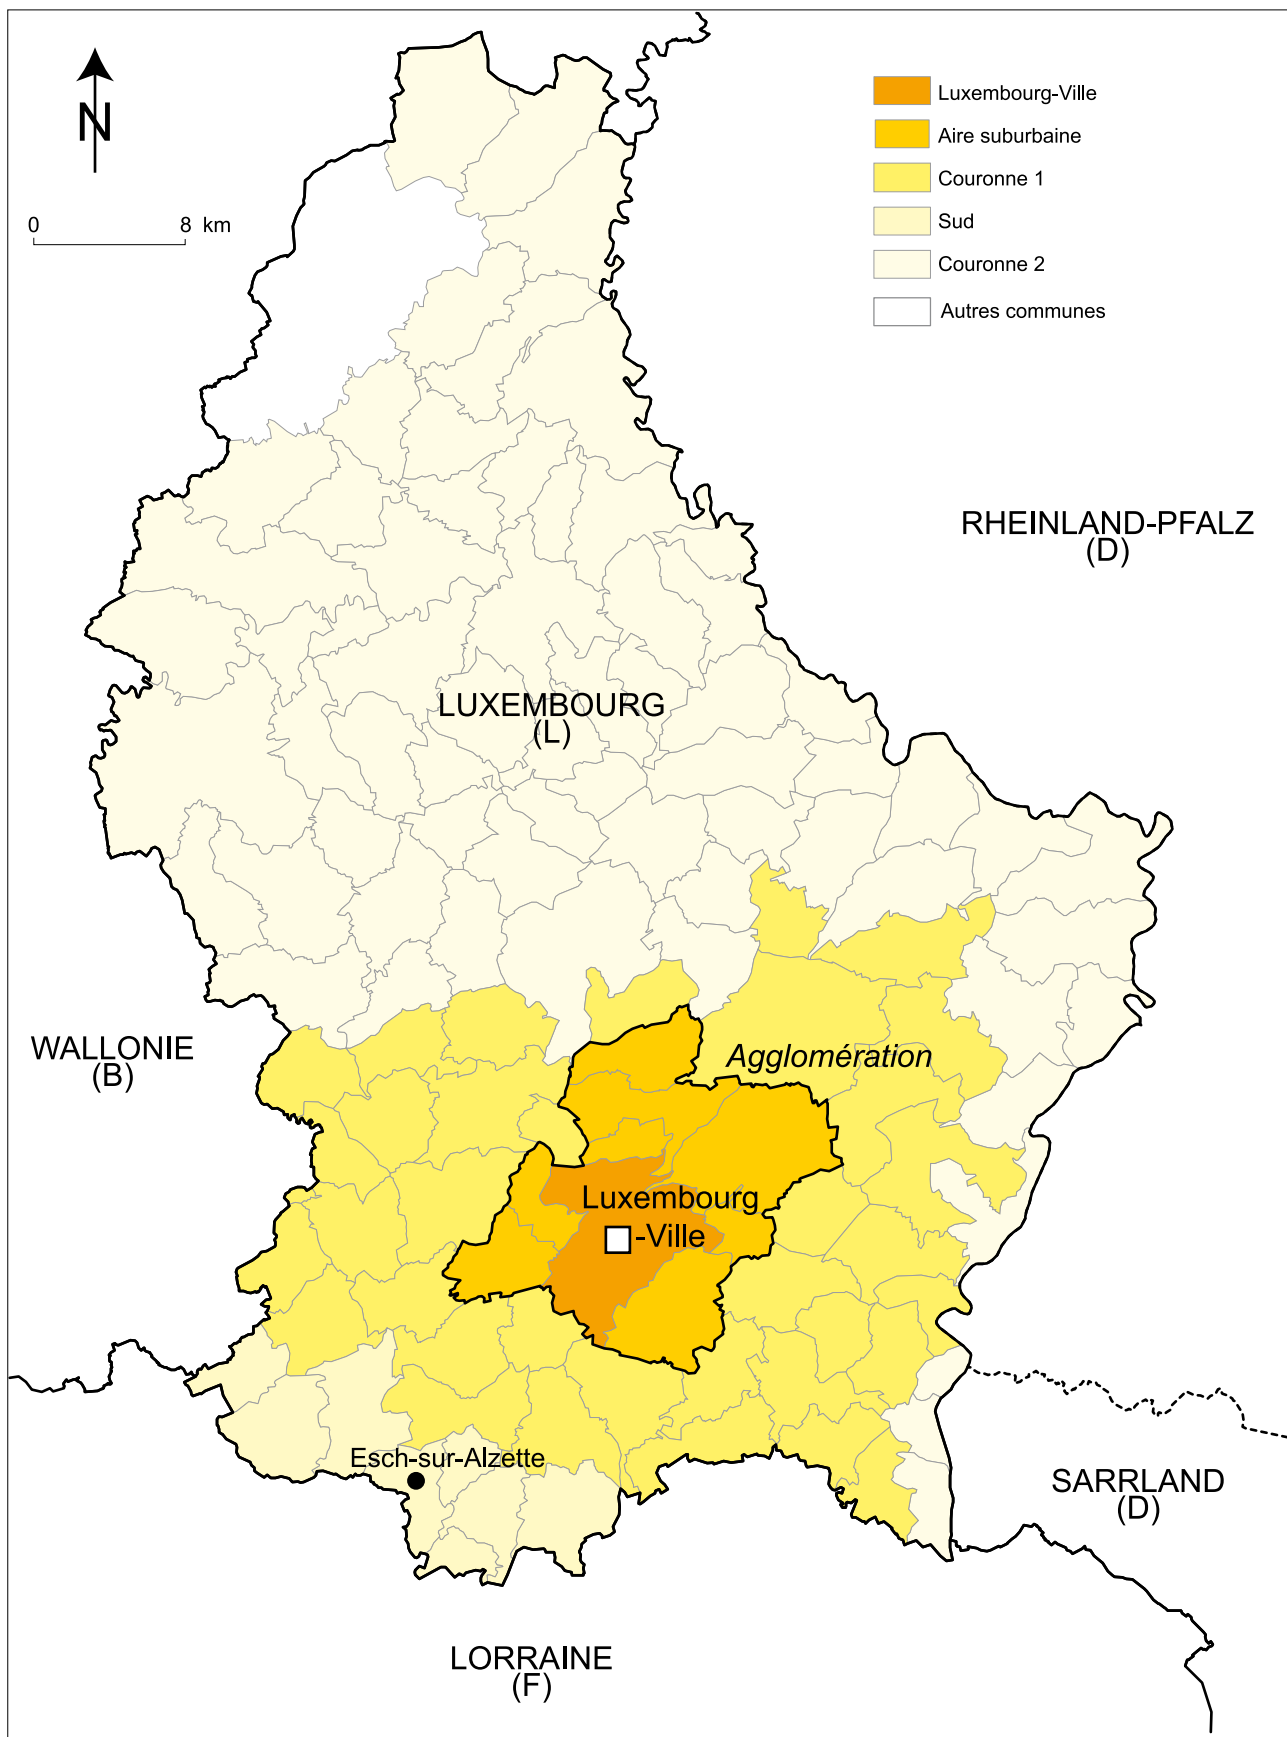 N
0 8 km
Luxembourg-Ville
Aire suburbaine
Couronne 1
Sud
Couronne 2
Autres communes
RHEINLAND-PFALZ
(D)
LUXEMBOURG
(L)
WALLONIE
(B)
Agglomération
Luxembourg
-Ville
Esch-sur-Alzette
SARRLAND
(D)
LORRAINE
(F)